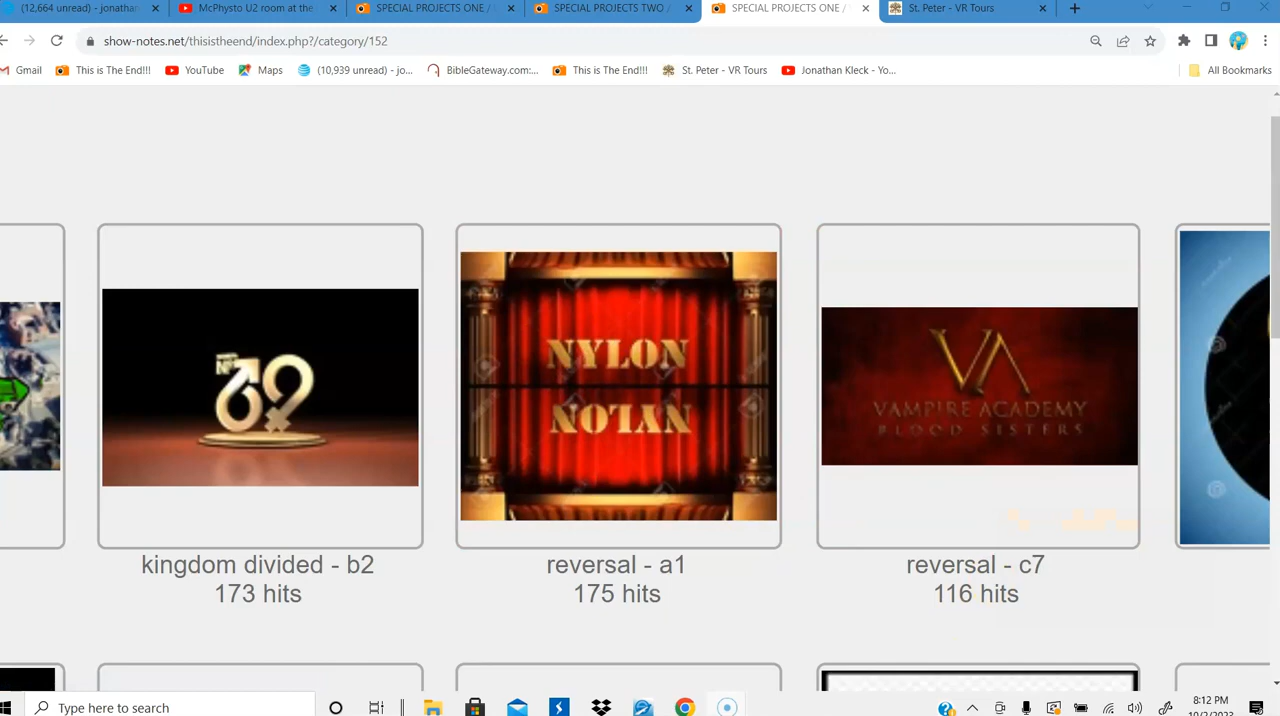 (12,664 unread) - jonathan
McPhysto U2 room at the
SPECIAL PROJECTS ONE /
SPECIAL PROJECTS TWO /
SPECIAL PROJECTS ONE /
St. Peter - VR Tours
show-notes.net/thisistheend/index.php?/category/152
Gmail
This is The End!!!
YouTube
Maps
(10,939 unread) - jo...
BibleGateway.com:...
This is The End!!!
St. Peter - VR Tours
Jonathan Kleck - Yo...
All Bookmarks
NYLON
VAMPIRE ACADEMY
BLOOD SISTERS
kingdom divided - b2
173 hits
reversal - a1
175 hits
reversal - c7
116 hits
Type here to search
8:12 PM
10/2/2023